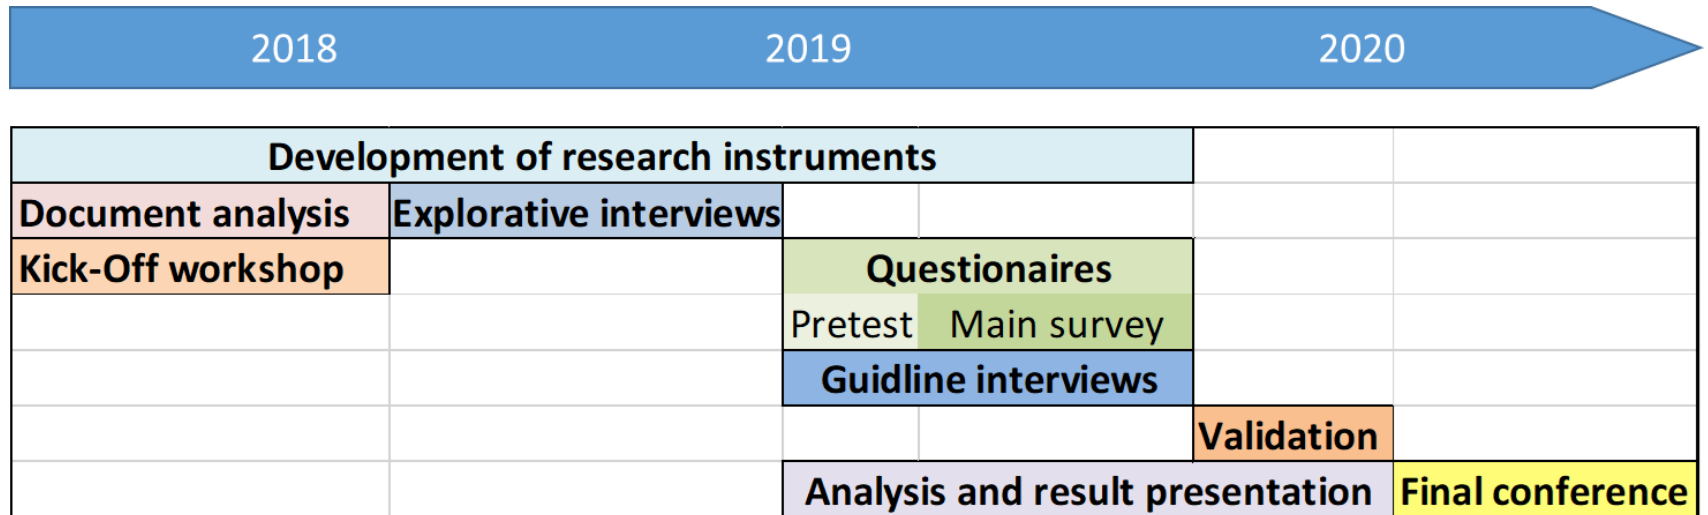 2018 2019 2020
Development of research instruments
Document analysis Explorative interviews
Kick-Off workshop Questionaires
Pretest Main survey
Guidline interviews
Validation
Analysis and result presentation Final conference